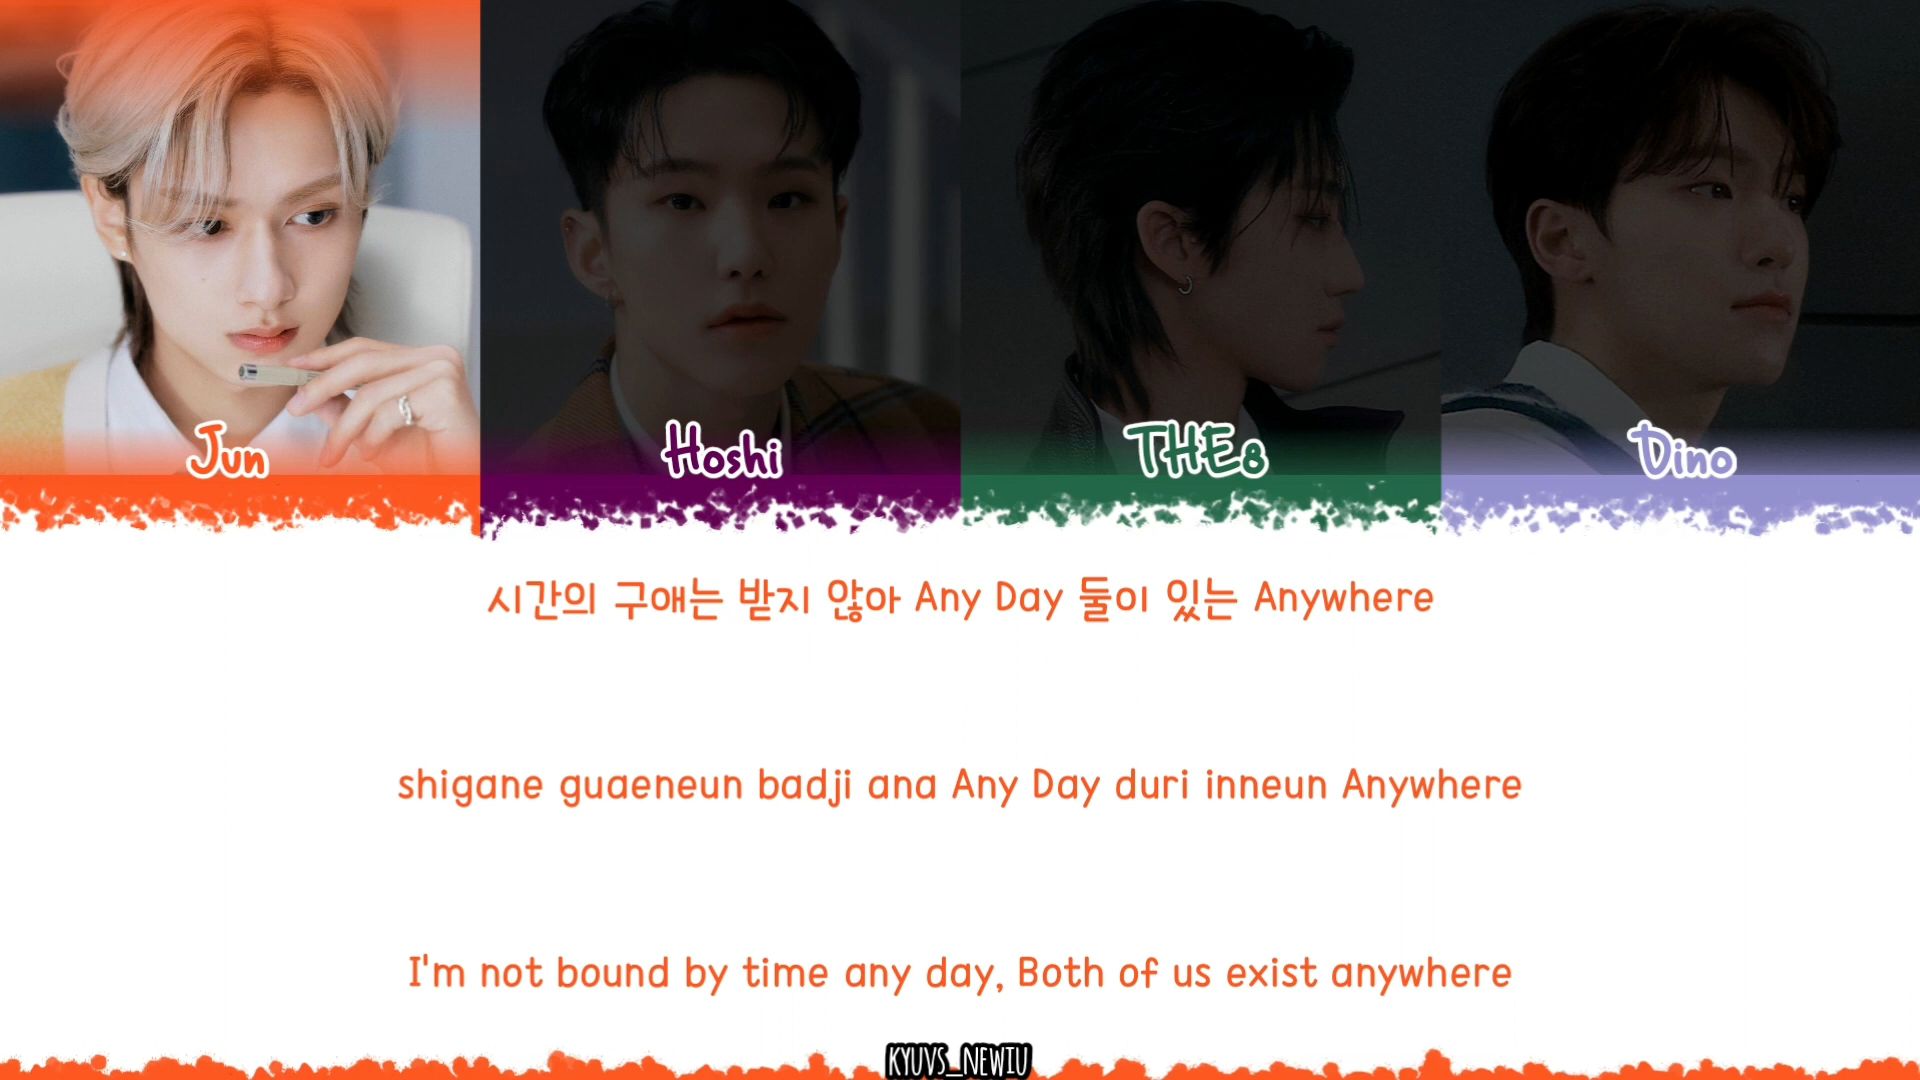 Jun
Hoshi
THE8
Dino
시간의 구애는 받지 않아 Any Day 둘이 있는 Anywhere
shigane guaeneun badji ana Any Day duri inneun Anywhere
I'm not bound by time any day, Both of us exist anywhere
KYUVS_NEWIU